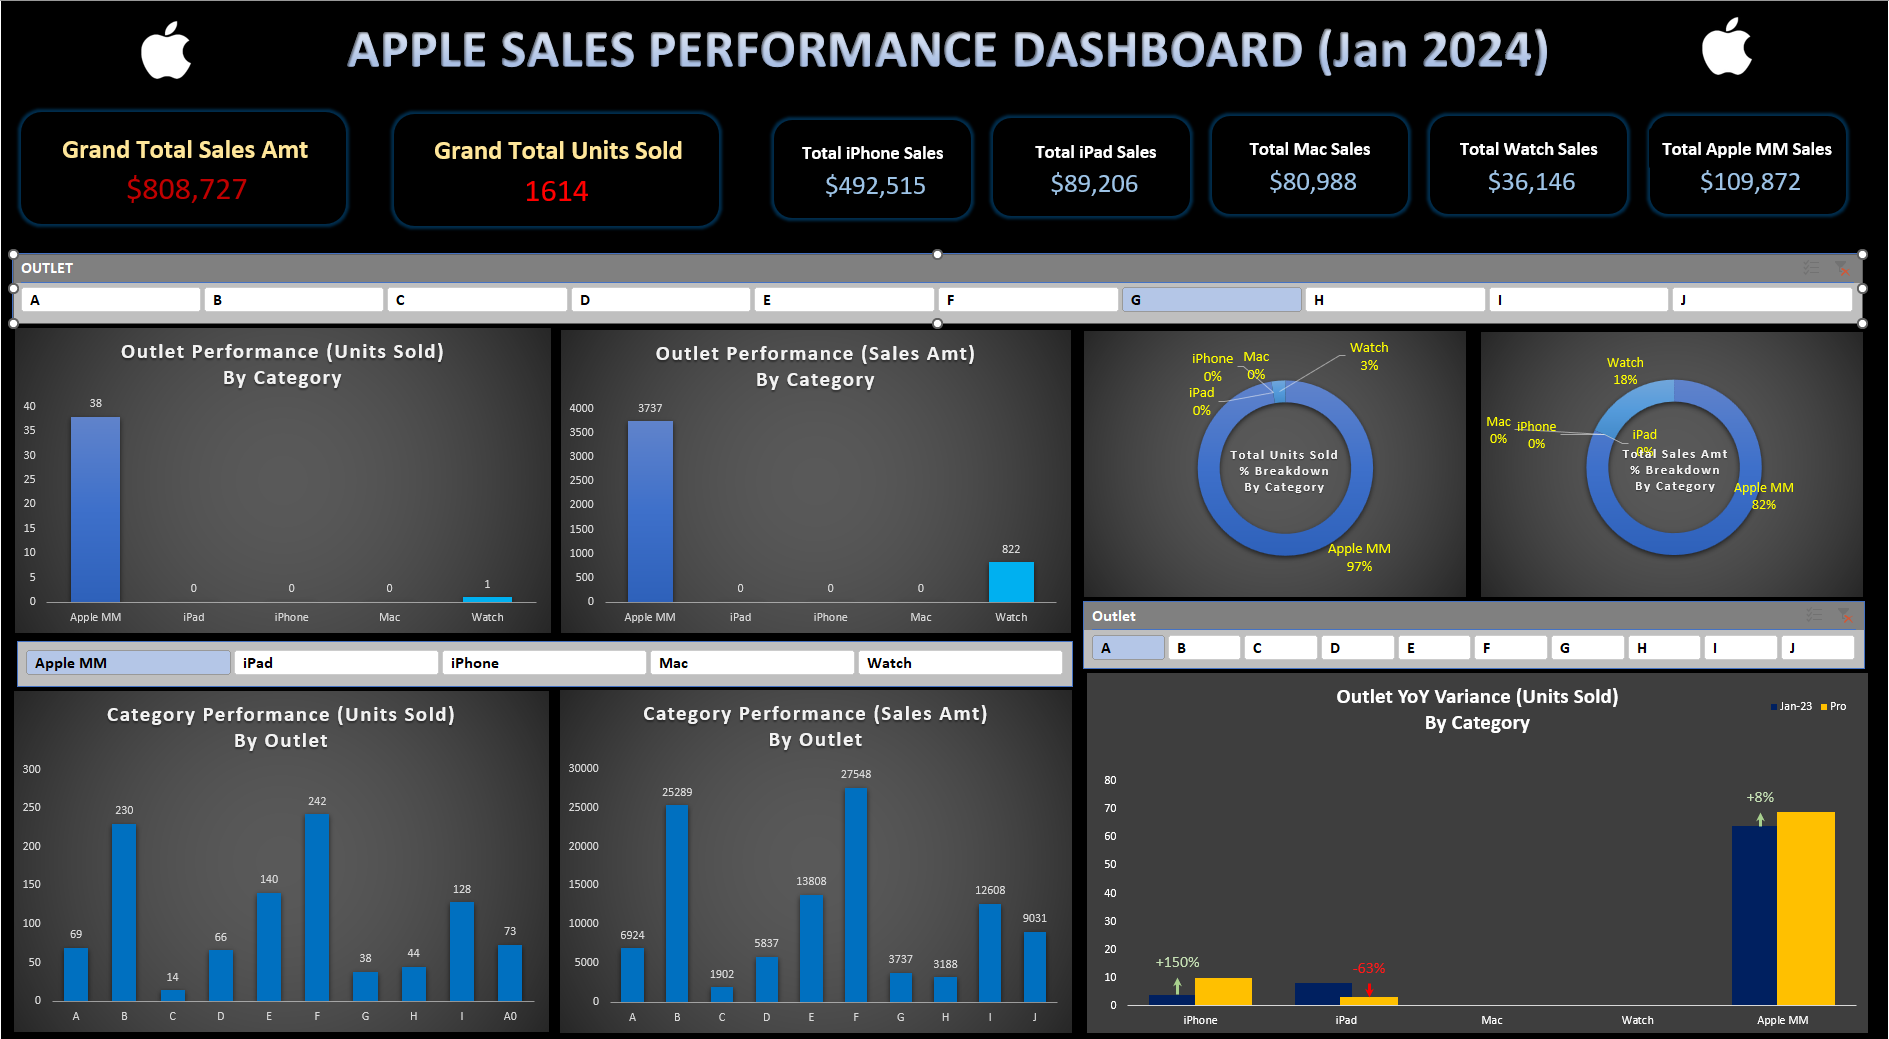 APPLE SALES PERFORMANCE DASHBOARD (Jan 2024)
Grand Total Sales Amt
$808,727
Grand Total Units Sold
1614
Total iPhone Sales
$492,515
Total iPad Sales
$89,206
Total Mac Sales
$80,988
Total Watch Sales
$36,146
Total Apple MM Sales
$109,872
OUTLET
A B C D E F G H I J
Outlet Performance (Units Sold)
By Category
40
35
30
25
20
15
10
5
0
38
0
0
0
1
Apple MM iPad iPhone Mac Watch
Outlet Performance (Sales Amt)
By Category
4000
3500
3000
2500
2000
1500
1000
500
0
3737
0
0
0
822
Apple MM iPad iPhone Mac Watch
iPhone
0%
Mac
0%
Watch
3%
iPad
0%
Total Units Sold
% Breakdown
By Category
Apple MM
97%
Watch
18%
Mac
0%
iPhone
0%
iPad
0%
Total Sales Amt
% Breakdown
By Category
Apple MM
82%
Apple MM iPad iPhone Mac Watch
Outlet
A B C D E F G H I J
Category Performance (Units Sold)
By Outlet
300
250
200
150
100
50
0
69
230
14
66
140
242
38
44
128
73
A B C D E F G H I A0
Category Performance (Sales Amt)
By Outlet
30000
25000
20000
15000
10000
5000
0
6924
25289
1902
5837
13808
27548
3737
3188
12608
9031
A B C D E F G H I J
Outlet YoY Variance (Units Sold)
By Category
Jan-23 Pro
80
70
60
50
40
30
20
10
0
+150%
-63%
+8%
iPhone iPad Mac Watch Apple MM